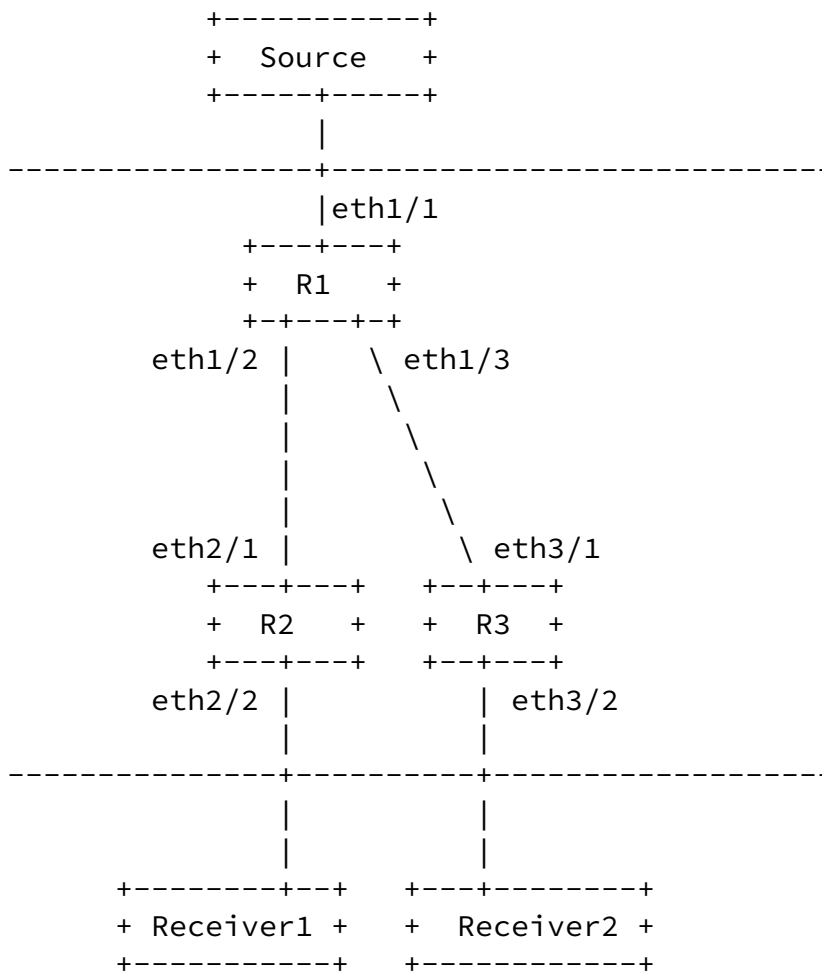 +-----------+
+  Source   +
+-----+-----+
|
-----------------+----------------------------
|eth1/1
+---+---+
+  R1   +
+-+---+-+
eth1/2 |    \ eth1/3
|     \
|      \
|       \
|        \
eth2/1 |         \ eth3/1
+---+---+   +--+---+
+  R2   +   +  R3  +
+---+---+   +--+---+
eth2/2 |          | eth3/2
|          |
---------------+----------+-------------------
|          |
|          |
+--------+--+   +---+--------+
+ Receiver1 +   +  Receiver2 +
+-----------+   +------------+